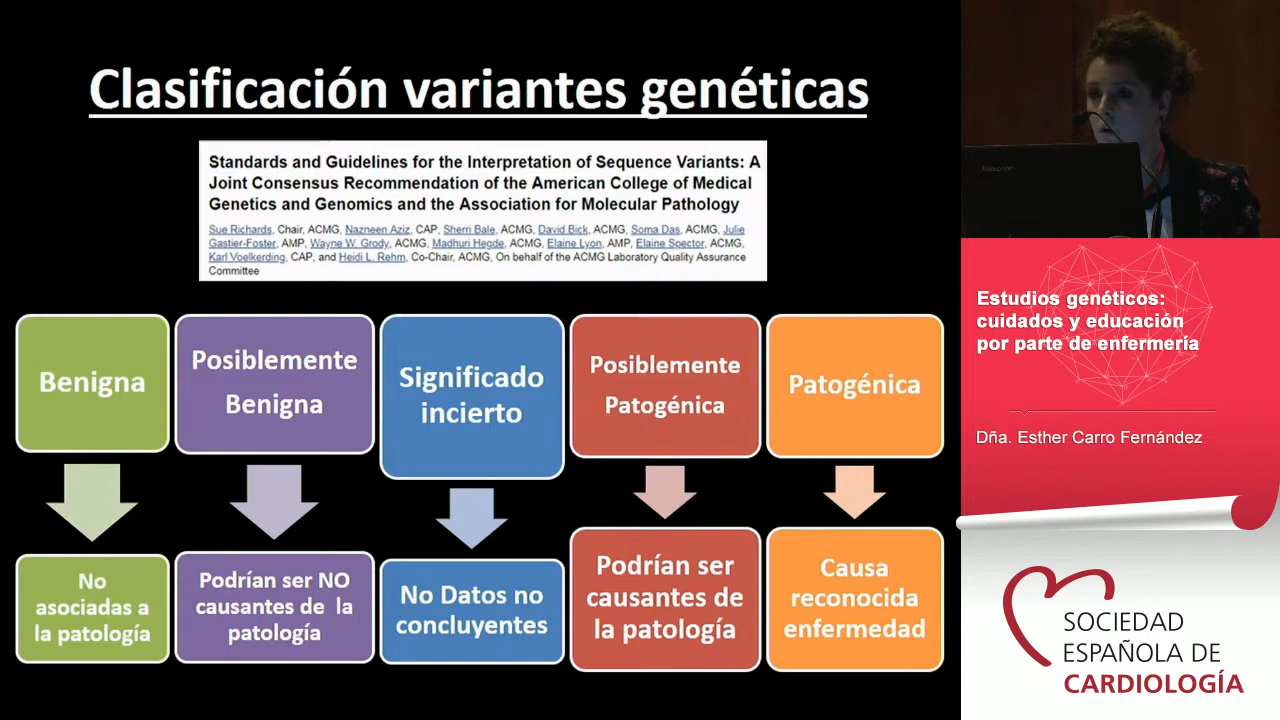 Clasificación variantes genéticas
Standards and Guidelines for the Interpretation of Sequence Variants: A
Joint Consensus Recommendation of the American College of Medical
Genetics and Genomics and the Association for Molecular Pathology
Sue Richards, Chair, ACMG, Nazneen Aziz, CAP, Sherri Bale, ACMG, David Bick, ACMG, Soma Das, ACMG, Julie
Gastier-Foster, AMP, Wayne W. Grody, ACMG, Madhuri Hegde, ACMG, Elaine Lyon, AMP, Elaine Spector, ACMG,
Karl Voelkerding, CAP, and Heidi L. Rehm, Co-Chair, ACMG, On behalf of the ACMG Laboratory Quality Assurance
Committee
Benigna
Posiblemente
Benigna
Significado
incierto
Posiblemente
Patogénica
Patogénica
No
asociadas a
la patología
Podrían ser NO
causantes de la
patología
No Datos no
concluyentes
Podrían ser
causantes de
la patología
Causa
reconocida
enfermedad
Estudios genéticos:
cuidados y educación
por parte de enfermería
Dña. Esther Carro Fernández
SOCIEDAD
ESPAÑOLA DE
CARDIOLOGÍA